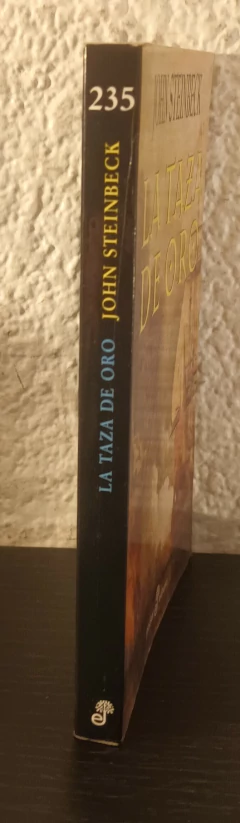 235
LA TAZA DE ORO JOHN STEINBECK
JOHN STEINBECK
LA TAZA
DE ORO